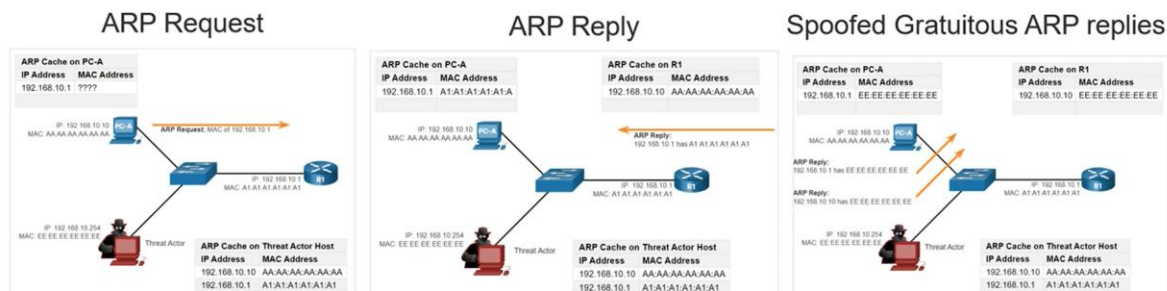 ARP Request
ARP Cache on PC-A
IP Address MAC Address
192.168.10.1 ????
IP: 192.168.10.10
MAC: AA:AA:AA:AA:AA:AA
PC-A
ARP Request: MAC of 192.168.10.1
IP: 192.168.10.1
MAC: A1:A1:A1:A1:A1:A1
R1
IP: 192.168.10.254
MAC: EE:EE:EE:EE:EE:EE
Threat Actor
ARP Cache on Threat Actor Host
IP Address MAC Address
192.168.10.10 AA:AA:AA:AA:AA:AA
192.168.10.1 A1:A1:A1:A1:A1:A1
ARP Reply
ARP Cache on PC-A
IP Address MAC Address
192.168.10.1 A1:A1:A1:A1:A1:A
ARP Cache on R1
IP Address MAC Address
192.168.10.10 AA:AA:AA:AA:AA:AA
IP: 192.168.10.10
MAC: AA:AA:AA:AA:AA:AA
PC-A
ARP Reply:
192.168.10.1 has A1:A1:A1:A1:A1:A1
IP: 192.168.10.1
MAC: A1:A1:A1:A1:A1:A1
R1
IP: 192.168.10.254
MAC: EE:EE:EE:EE:EE:EE
Threat Actor
ARP Cache on Threat Actor Host
IP Address MAC Address
192.168.10.10 AA:AA:AA:AA:AA:AA
192.168.10.1 A1:A1:A1:A1:A1:A1
Spoofed Gratuitous ARP replies
ARP Cache on PC-A
IP Address MAC Address
192.168.10.1 EE:EE:EE:EE:EE:EE
ARP Cache on R1
IP Address MAC Address
192.168.10.10 EE:EE:EE:EE:EE:EE
IP: 192.168.10.10
MAC: AA:AA:AA:AA:AA:AA
PC-A
ARP Reply:
192.168.10.1 has EE:EE:EE:EE:EE:EE
ARP Reply:
192.168.10.10 has EE:EE:EE:EE:EE:EE
IP: 192.168.10.1
MAC: A1:A1:A1:A1:A1:A1
R1
IP: 192.168.10.254
MAC: EE:EE:EE:EE:EE:EE
Threat Actor
ARP Cache on Threat Actor Host
IP Address MAC Address
192.168.10.10 AA:AA:AA:AA:AA:AA
192.168.10.1 A1:A1:A1:A1:A1:A1